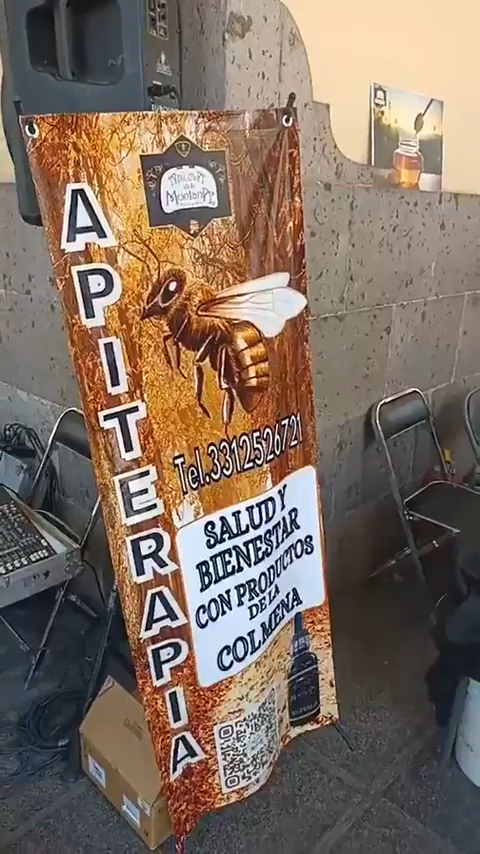 APITERAPIA
Tel.3312526721
SALUD Y
BIENESTAR
CON PRODUCTOS
DE LA
COLMENA